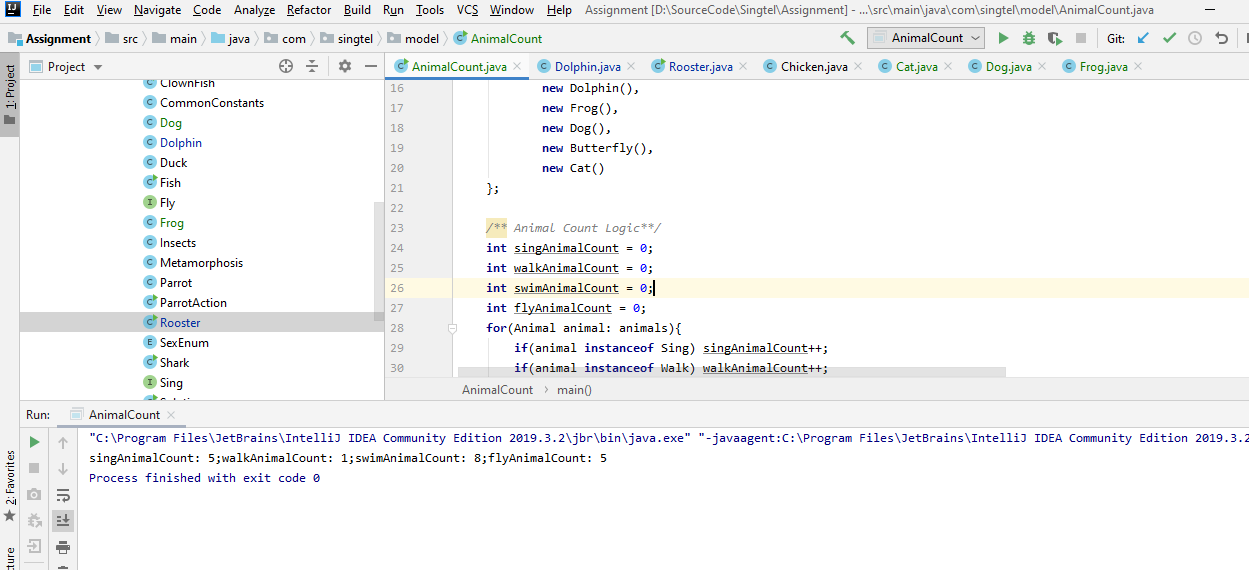 File Edit View Navigate Code Analyze Refactor Build Run Tools VCS Window Help Assignment [D:\SourceCode\Singtel\Assignment] - ...\src\main\java\com\singtel\model\AnimalCount.java
Assignment src main java com singtel model AnimalCount AnimalCount Git:
1: Project
Project
AnimalCount.java Dolphin.java Rooster.java Chicken.java Cat.java Dog.java Frog.java
ClownFish
CommonConstants
Dog
Dolphin
Duck
Fish
Fly
Frog
Insects
Metamorphosis
Parrot
ParrotAction
Rooster
SexEnum
Shark
Sing
16 new Dolphin(),
17 new Frog(),
18 new Dog(),
19 new Butterfly(),
20 new Cat()
21 };
22
23 /** Animal Count Logic**/
24 int singAnimalCount = 0;
25 int walkAnimalCount = 0;
26 int swimAnimalCount = 0;
27 int flyAnimalCount = 0;
28 for(Animal animal: animals){
29 if(animal instanceof Sing) singAnimalCount++;
30 if(animal instanceof Walk) walkAnimalCount++;
AnimalCount main()
Run: AnimalCount
"C:\Program Files\JetBrains\IntelliJ IDEA Community Edition 2019.3.2\jbr\bin\java.exe" "-javaagent:C:\Program Files\JetBrains\IntelliJ IDEA Community Edition 2019.3.2
singAnimalCount: 5;walkAnimalCount: 1;swimAnimalCount: 8;flyAnimalCount: 5
Process finished with exit code 0
2: Favorites